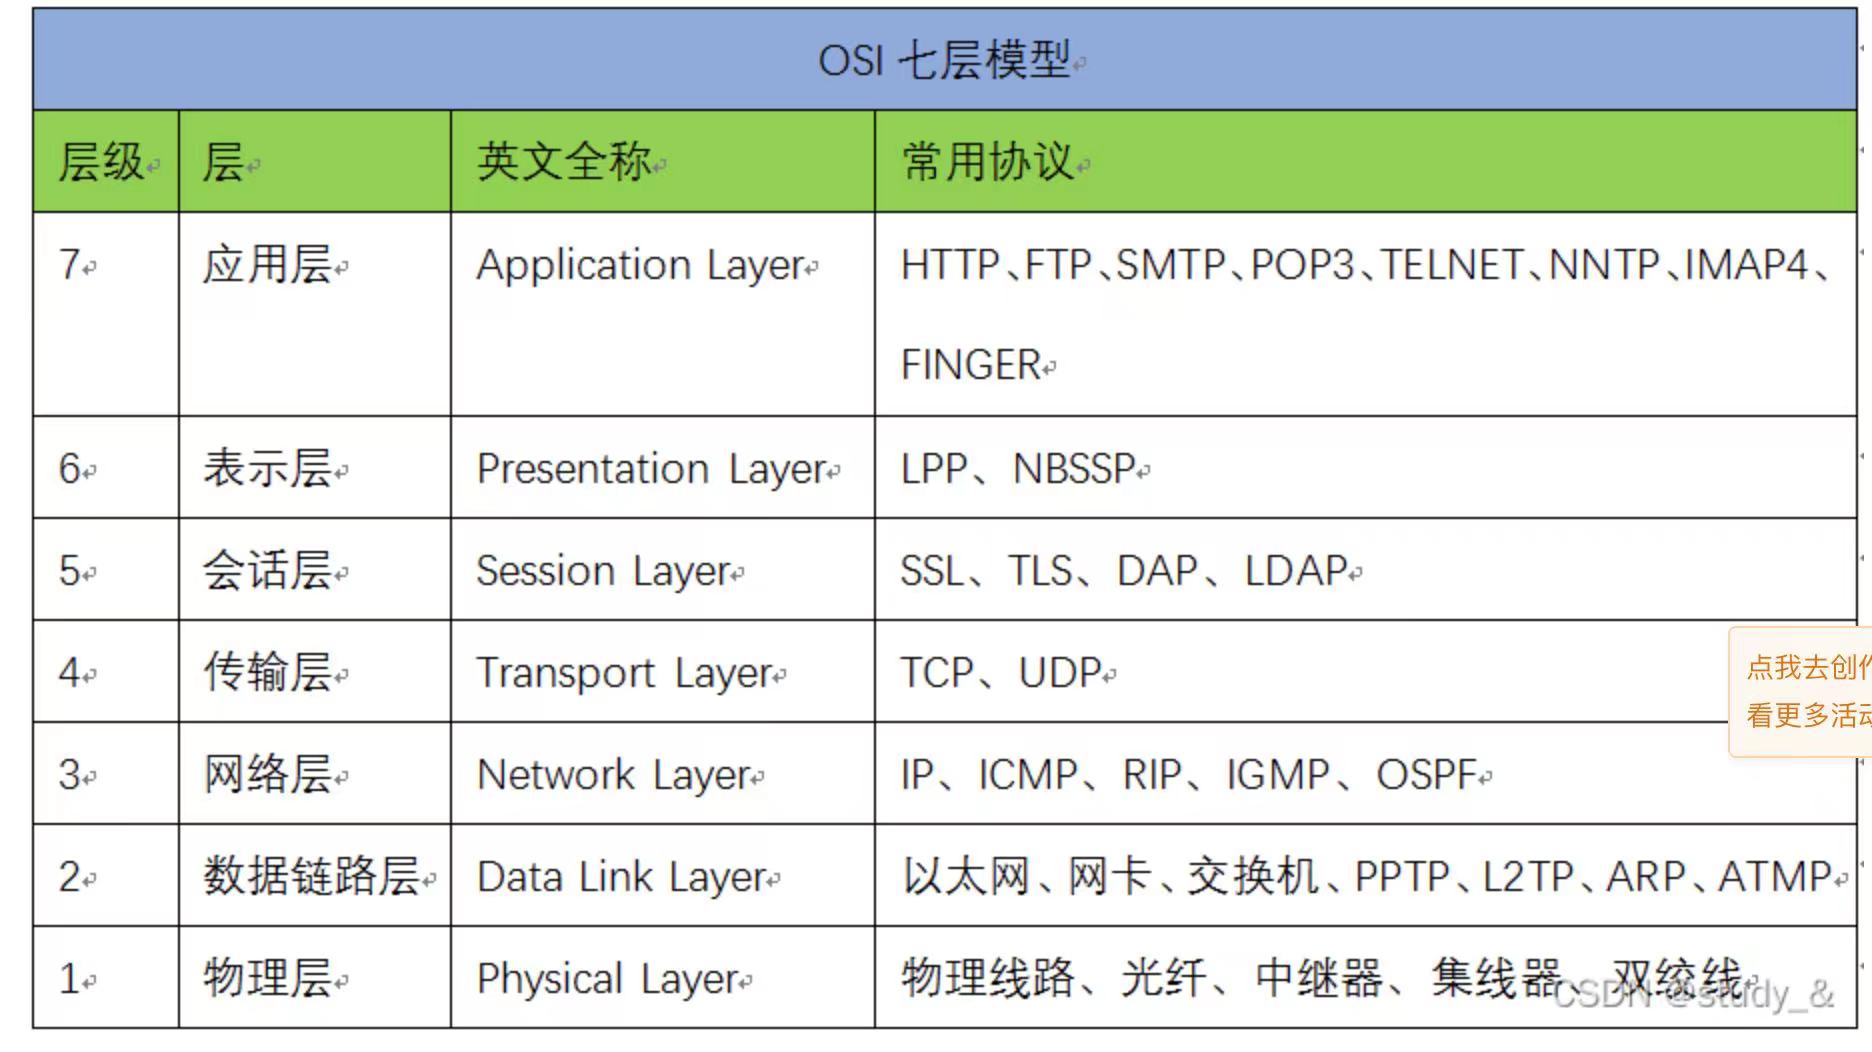 OSI 七层模型
层级 层 英文全称 常用协议
7 应用层 Application Layer HTTP、FTP、SMTP、POP3、TELNET、NNTP、IMAP4、
FINGER
6 表示层 Presentation Layer LPP、NBSSP
5 会话层 Session Layer SSL、TLS、DAP、LDAP
4 传输层 Transport Layer TCP、UDP
点我去创作
看更多活动
3 网络层 Network Layer IP、ICMP、RIP、IGMP、OSPF
2 数据链路层 Data Link Layer 以太网、网卡、交换机、PPTP、L2TP、ARP、ATMP
1 物理层 Physical Layer 物理线路、光纤、中继器、集线器、双绞线
CSDN @study_&